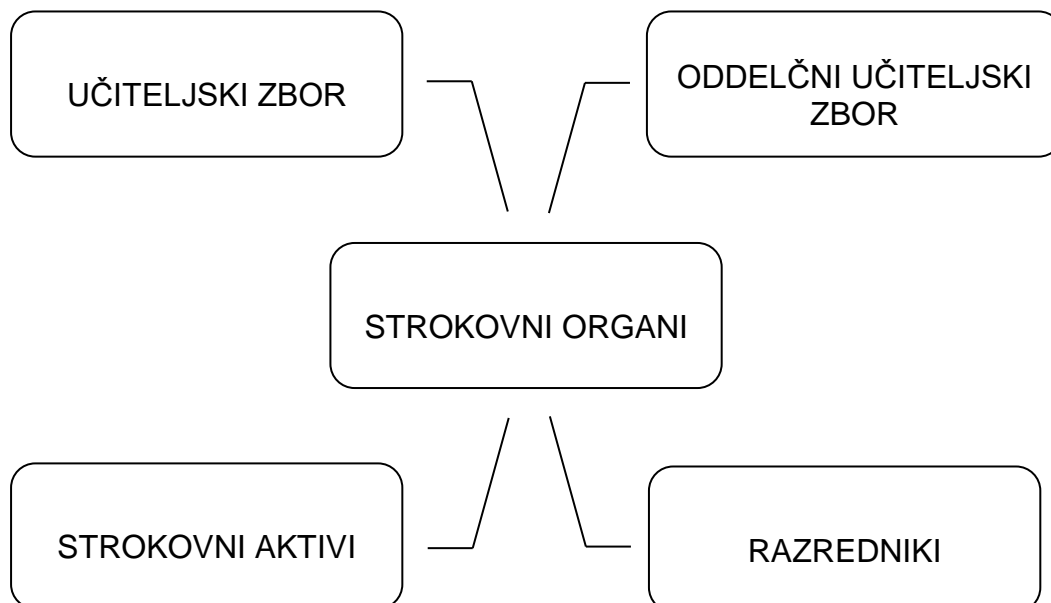 UČITELJSKI ZBOR
ODDELČNI UČITELJSKI
ZBOR
STROKOVNI ORGANI
STROKOVNI AKTIVI
RAZREDNIKI